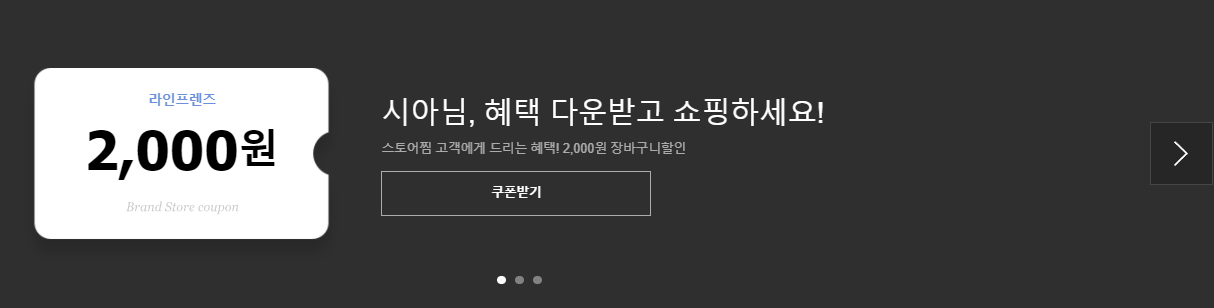 라인프렌즈
2,000원
Brand Store coupon
시아님, 혜택 다운받고 쇼핑하세요!
스토어찜 고객에게 드리는 혜택! 2,000원 장바구니할인
쿠폰받기